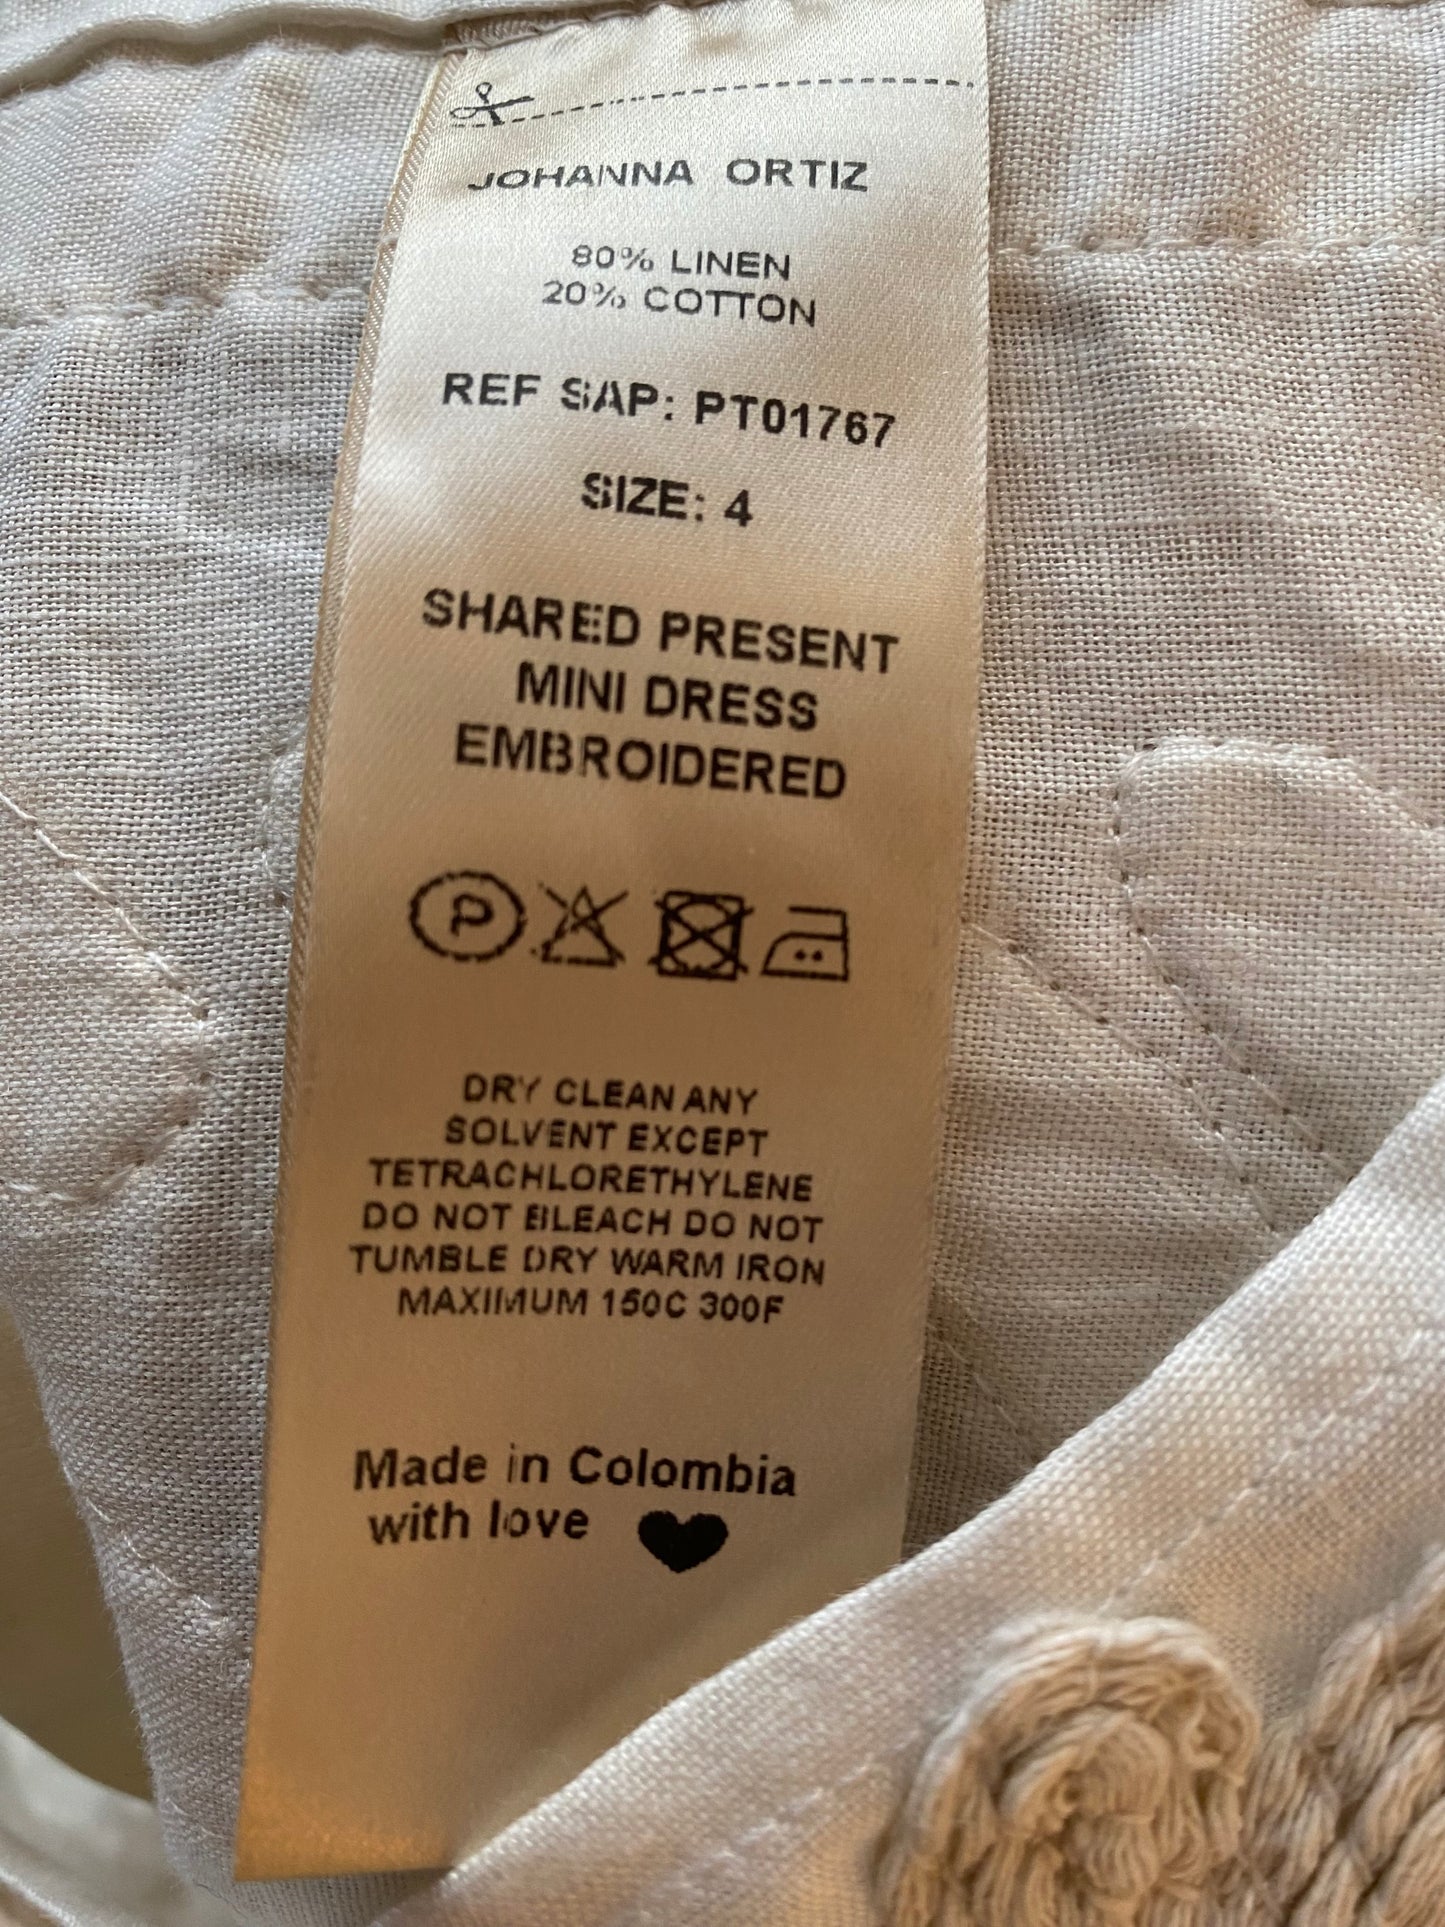 JOHANNA ORTIZ
80% LINEN
20% COTTON
REF SAP: PT01767
SIZE: 4
SHARED PRESENT
MINI DRESS
EMBROIDERED
P
DRY CLEAN ANY
SOLVENT EXCEPT
TETRACHLORETHYLENE
DO NOT BLEACH DO NOT
TUMBLE DRY WARM IRON
MAXIMUM 150C 300F
Made in Colombia
with love